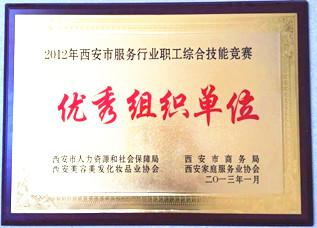 2012年西安市服务行业职工综合技能竞赛
优秀组织单位
西安市人力资源和社会保障局 西安市商务局
西安美容美发化妆品业协会 西安家庭服务业协会
二〇一三年一月